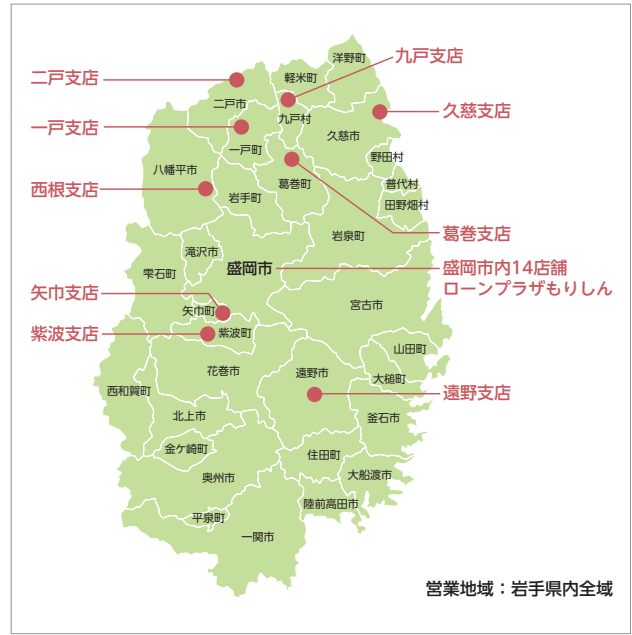 洋野町
九戸支店
軽米町
二戸支店
二戸市
久慈支店
九戸村
一戸支店
久慈市
一戸町
野田村
八幡平市
普代村
西根支店
葛巻町
岩手町
田野畑村
葛巻支店
岩泉町
滝沢市
盛岡市
盛岡市内14店舗
ローンプラザもりしん
雫石町
矢巾支店
宮古市
矢巾町
紫波支店
紫波町
山田町
花巻市
遠野市
大槌町
西和賀町
遠野支店
北上市
釜石市
金ケ崎町
住田町
奥州市
大船渡市
陸前高田市
平泉町
一関市
営業地域：岩手県内全域